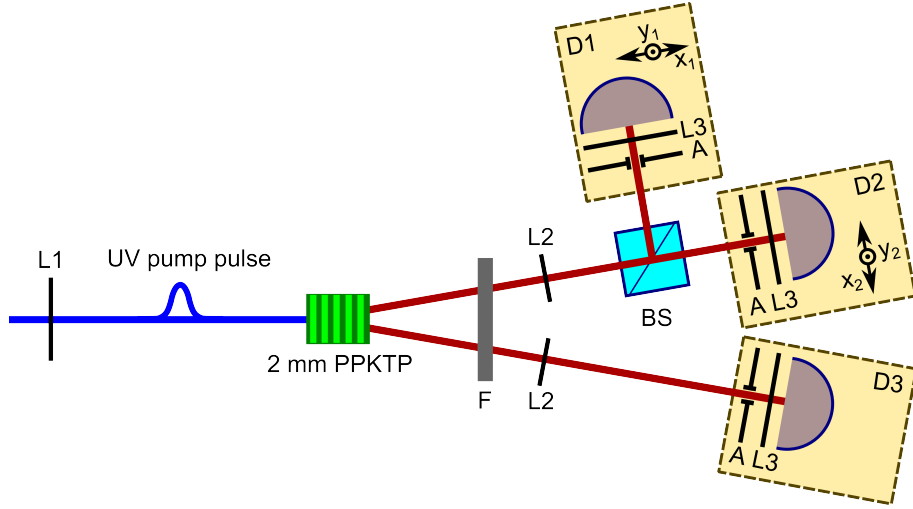 D1
y1
x1
L3
A
D2
y2
x2
A
L3
L2
BS
L1
UV pump pulse
2 mm PPKTP
F
L2
D3
A
L3